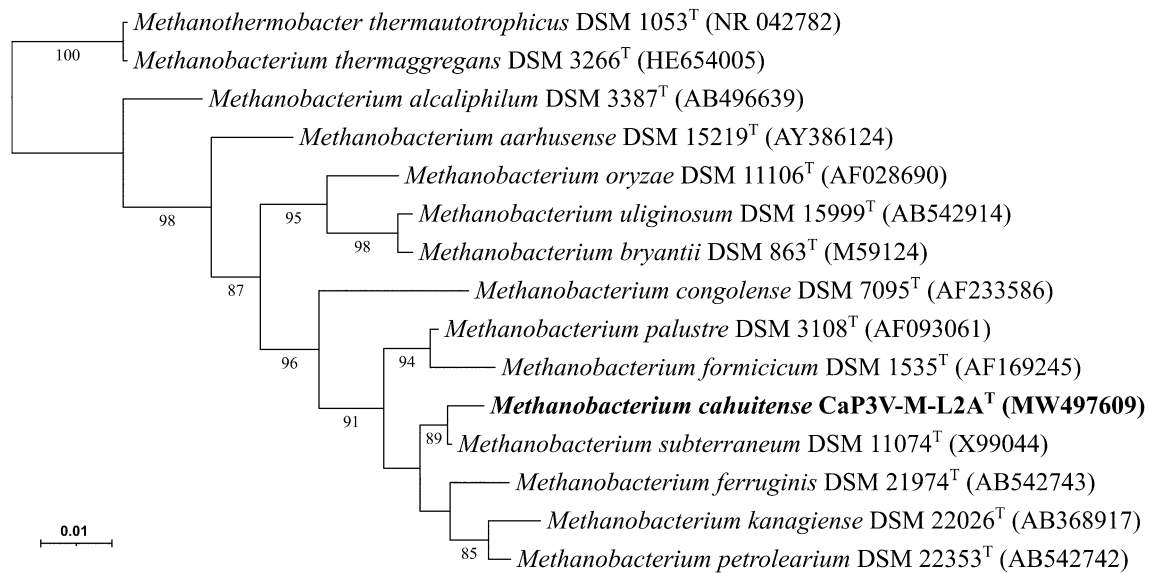 Methanothermobacter thermautotrophicus DSM 1053T (NR 042782)
100
Methanobacterium thermaggregans DSM 3266T (HE654005)
Methanobacterium alcaliphilum DSM 3387T (AB496639)
Methanobacterium aarhusense DSM 15219T (AY386124)
Methanobacterium oryzae DSM 11106T (AF028690)
98
95
Methanobacterium uliginosum DSM 15999T (AB542914)
98
Methanobacterium bryantii DSM 863T (M59124)
87
Methanobacterium congolense DSM 7095T (AF233586)
Methanobacterium palustre DSM 3108T (AF093061)
96
94
Methanobacterium formicicum DSM 1535T (AF169245)
Methanobacterium cahuitense CaP3V-M-L2AT (MW497609)
91
89
Methanobacterium subterraneum DSM 11074T (X99044)
Methanobacterium ferruginis DSM 21974T (AB542743)
Methanobacterium kanagiense DSM 22026T (AB368917)
0.01
85
Methanobacterium petrolearium DSM 22353T (AB542742)